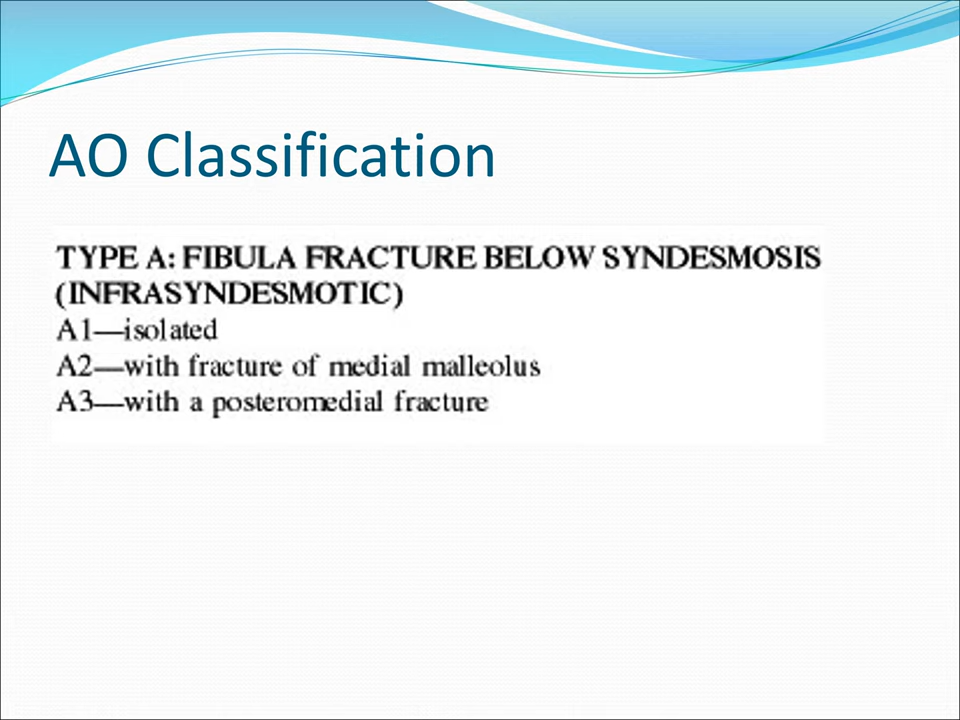 AO Classification
TYPE A: FIBULA FRACTURE BELOW SYNDESMOSIS
(INFRASYNDESMOTIC)
A1—isolated
A2—with fracture of medial malleolus
A3—with a posteromedial fracture